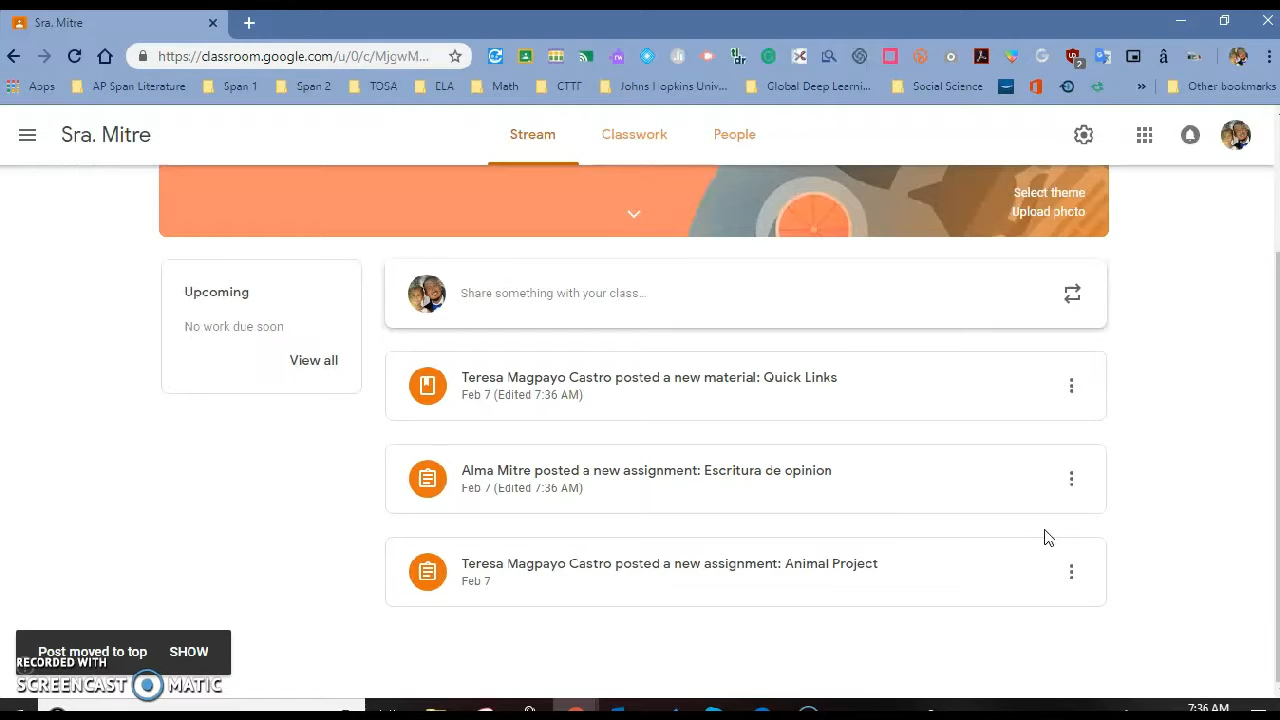 Sra. Mitre
https://classroom.google.com/u/0/c/MjgwM...
Apps AP Span Literature Span 1 Span 2 TOSA ELA Math CTTF Johns Hopkins Univ... Global Deep Learni... Social Science » Other bookmarks
Sra. Mitre Stream Classwork People
Select theme
Upload photo
Upcoming
No work due soon
View all
Share something with your class...
Teresa Magpayo Castro posted a new material: Quick Links
Feb 7 (Edited 7:36 AM)
Alma Mitre posted a new assignment: Escritura de opinion
Feb 7 (Edited 7:36 AM)
Teresa Magpayo Castro posted a new assignment: Animal Project
Feb 7
Post moved to top SHOW
RECORDED WITH
SCREENCAST MATIC
7:36 AM